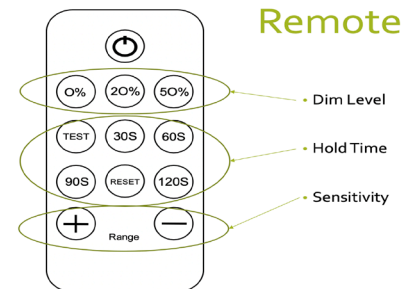 Remote
0% 20% 50%
• Dim Level
TEST 30S 60S
• Hold Time
90S RESET 120S
• Sensitivity
+ −
Range